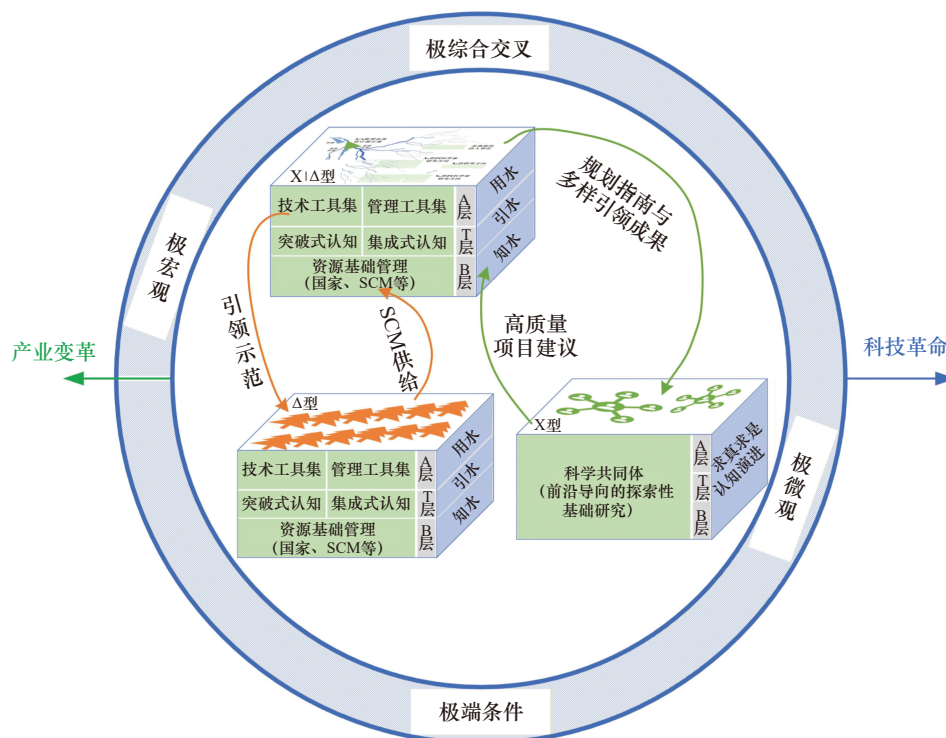 极综合交叉
极宏观
极微观
极端条件
产业变革
科技革命
X|Δ型
技术工具集
管理工具集
A层
用水
突破式认知
集成式认知
T层
引水
资源基础管理
(国家、SCM等)
B层
知水
规划指南与
多样引领成果
引领示范
SCM供给
高质量
项目建议
Δ型
技术工具集
管理工具集
A层
用水
突破式认知
集成式认知
T层
引水
资源基础管理
(国家、SCM等)
B层
知水
X型
科学共同体
(前沿导向的探索性
基础研究)
A层
T层
B层
求真求是
认知演进